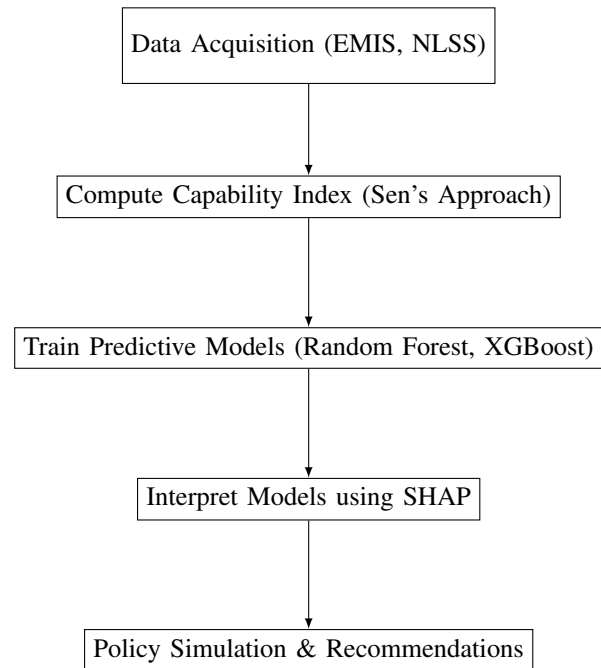 Data Acquisition (EMIS, NLSS)
Compute Capability Index (Sen's Approach)
Train Predictive Models (Random Forest, XGBoost)
Interpret Models using SHAP
Policy Simulation & Recommendations